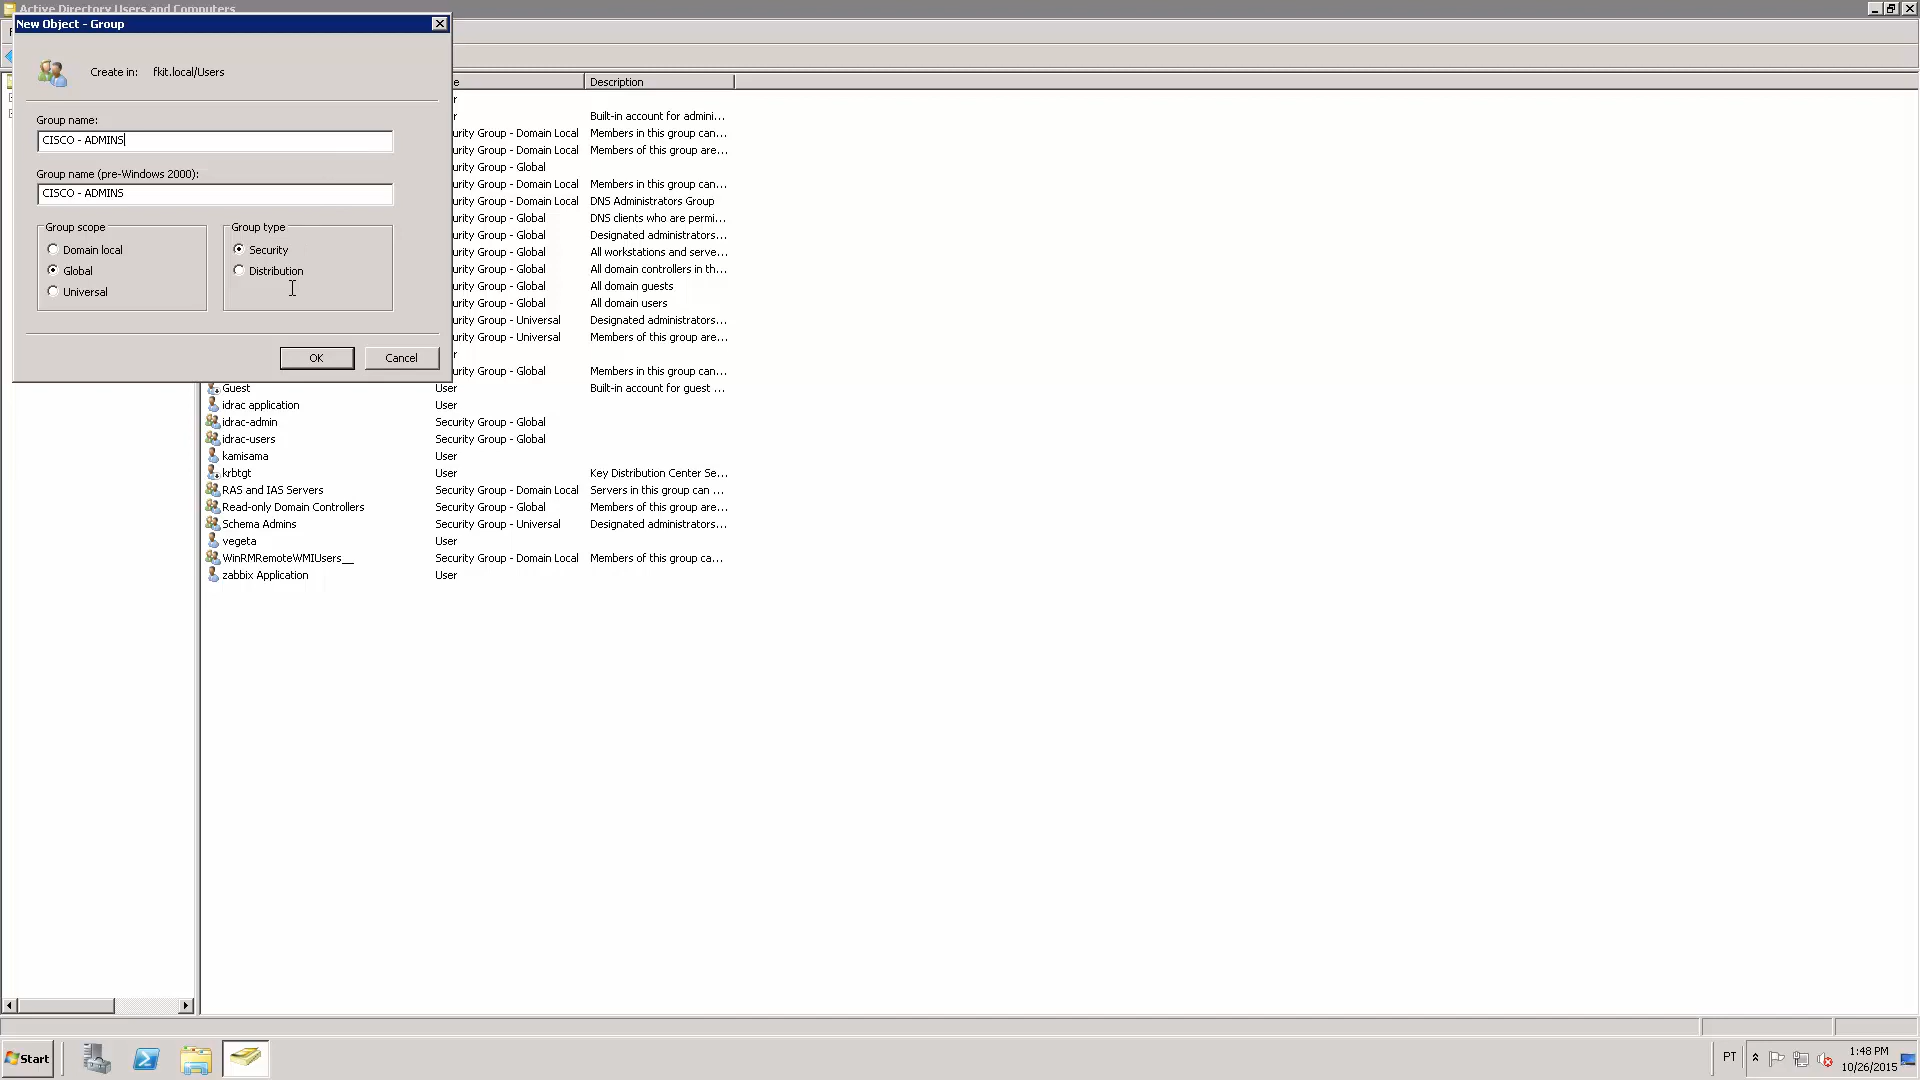 Active Directory Users and Computers
New Object - Group
Create in: fkit.local/Users
Group name:
CISCO - ADMINS
Group name (pre-Windows 2000):
CISCO - ADMINS
Group scope
Domain local
Global
Universal
Group type
Security
Distribution
OK
Cancel
Description
Built-in account for admini...
urity Group - Domain Local Members in this group can...
urity Group - Domain Local Members of this group are...
urity Group - Global
urity Group - Domain Local Members in this group can...
urity Group - Domain Local DNS Administrators Group
urity Group - Global DNS clients who are permi...
urity Group - Global Designated administrators...
urity Group - Global All workstations and serve...
urity Group - Global All domain controllers in th...
urity Group - Global All domain guests
urity Group - Global All domain users
urity Group - Universal Designated administrators...
urity Group - Universal Members of this group are...
urity Group - Global Members in this group can...
Guest User Built-in account for guest ...
idrac application User
idrac-admin Security Group - Global
idrac-users Security Group - Global
kamisama User
krbtgt User Key Distribution Center Se...
RAS and IAS Servers Security Group - Domain Local Servers in this group can ...
Read-only Domain Controllers Security Group - Global Members of this group are...
Schema Admins Security Group - Universal Designated administrators...
vegeta User
WinRMRemoteWMIUsers__ Security Group - Domain Local Members of this group ca...
zabbix Application User
Start
PT
1:48 PM
10/26/2015